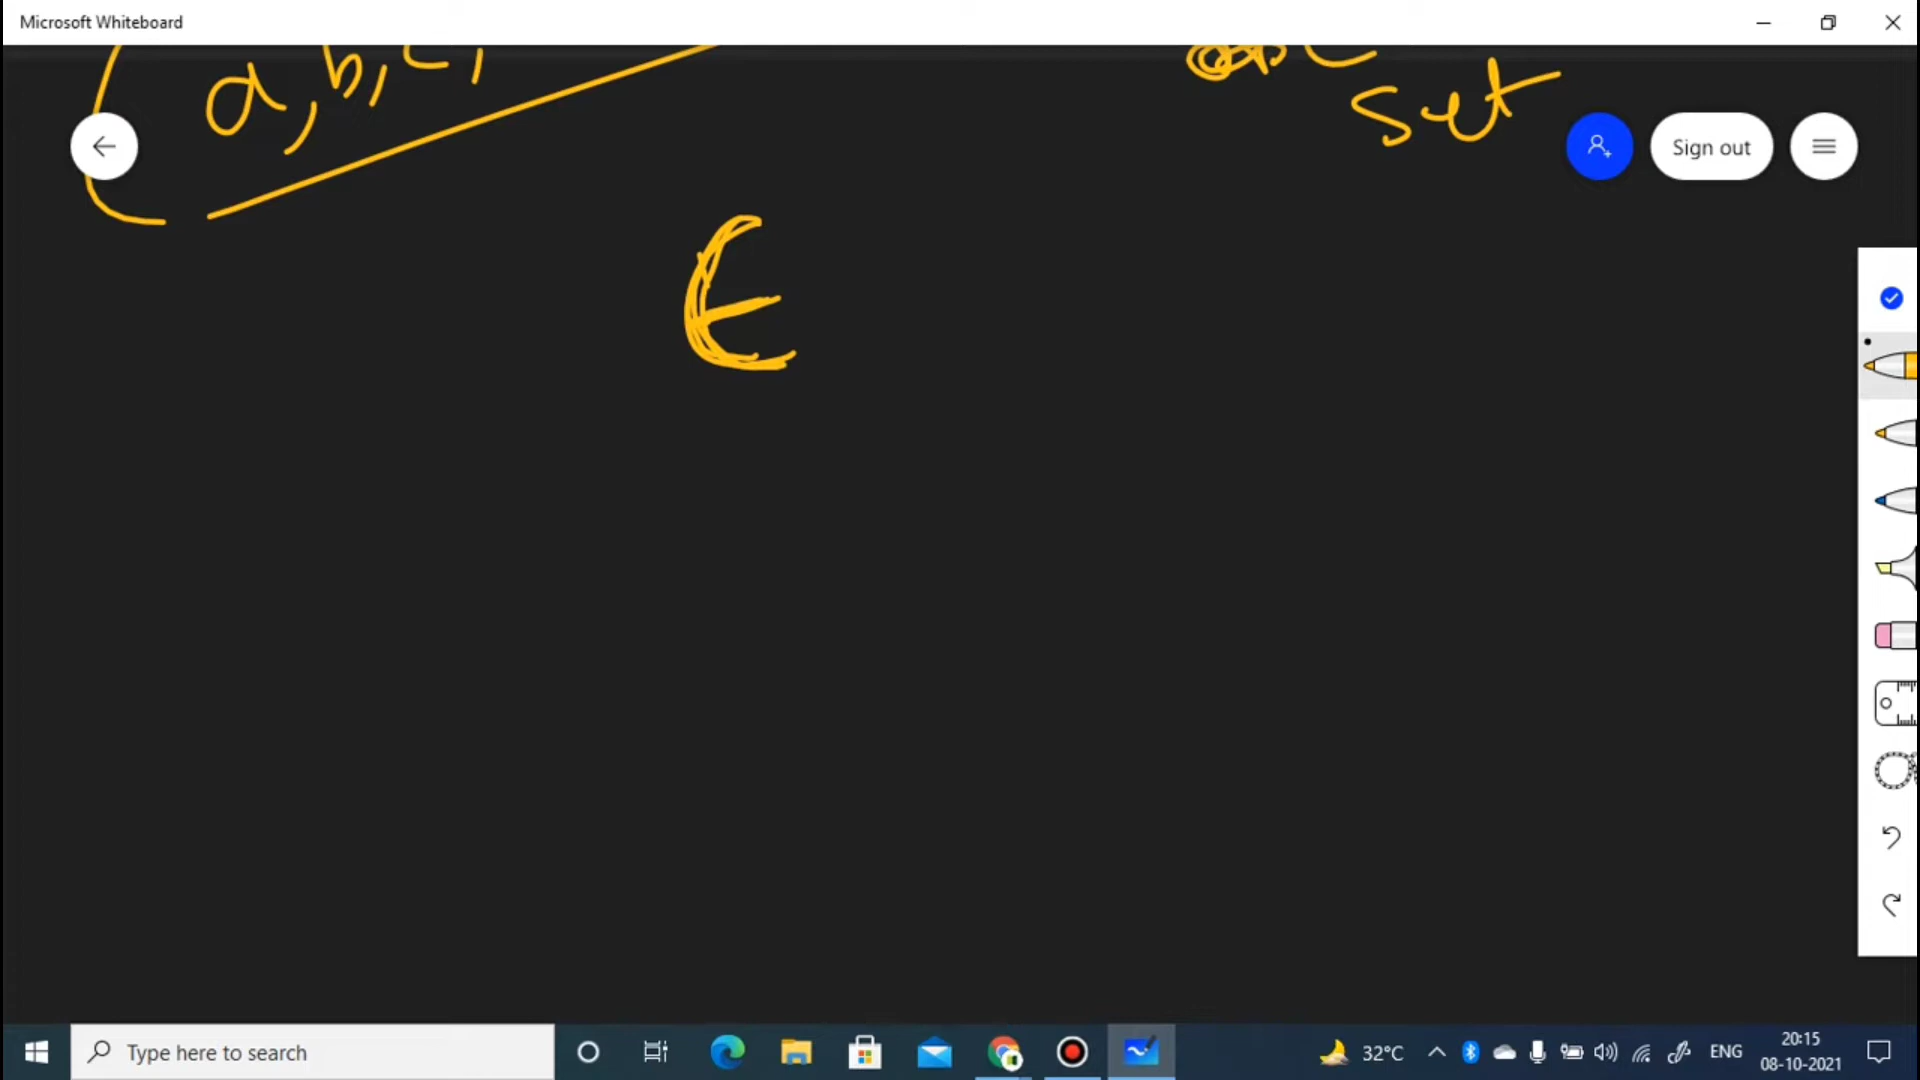 Microsoft Whiteboard
a, b, c,
set
Sign out
∈
Type here to search
32°C
ENG
20:15
08-10-2021